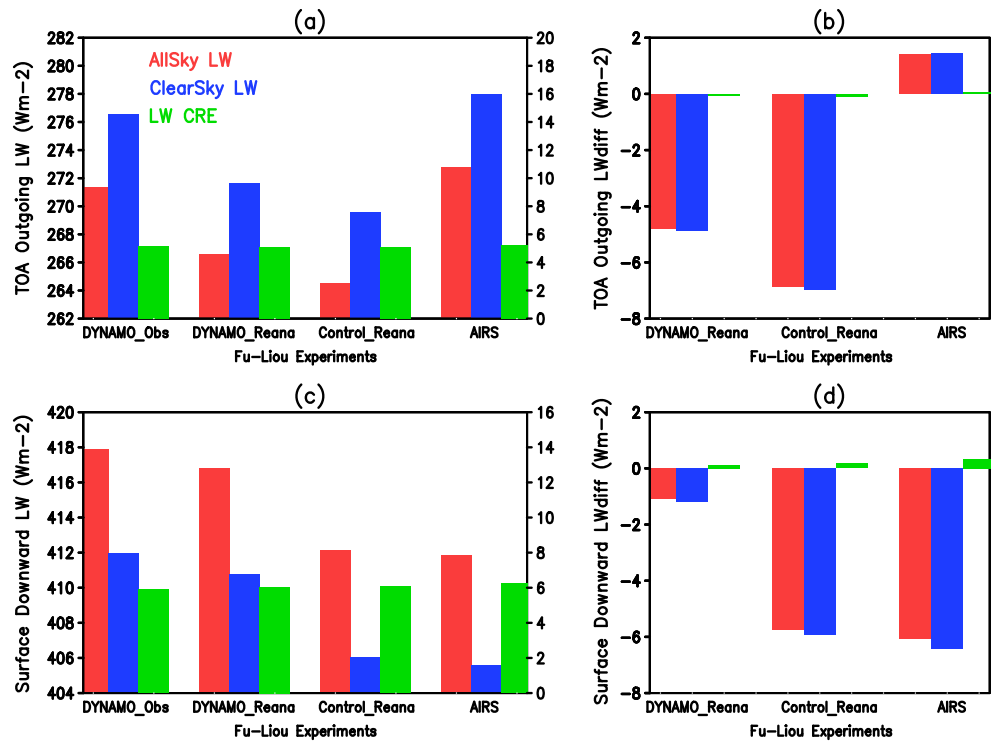 (a)
282
280
278
276
274
272
270
268
266
264
262
TOA Outgoing LW (Wm−2)
AllSky LW
ClearSky LW
LW CRE
20
18
16
14
12
10
8
6
4
2
0
DYNAMO_Obs DYNAMO_Reana Control_Reana AIRS
Fu−Liou Experiments
(b)
2
0
−2
−4
−6
−8
TOA Outgoing LWdiff (Wm−2)
DYNAMO_Reana Control_Reana AIRS
Fu−Liou Experiments
(c)
420
418
416
414
412
410
408
406
404
Surface Downward LW (Wm−2)
16
14
12
10
8
6
4
2
0
DYNAMO_Obs DYNAMO_Reana Control_Reana AIRS
Fu−Liou Experiments
(d)
2
0
−2
−4
−6
−8
Surface Downward LWdiff (Wm−2)
DYNAMO_Reana Control_Reana AIRS
Fu−Liou Experiments